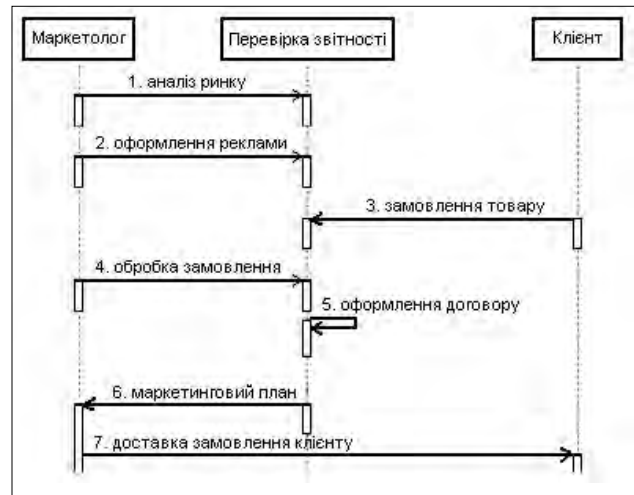 Маркетолог
Перевірка звітності
Клієнт
1. аналіз ринку
2. оформлення реклами
3. замовлення товару
4. обробка замовлення
5. оформлення договору
6. маркетинговий план
7. доставка замовлення клієнту